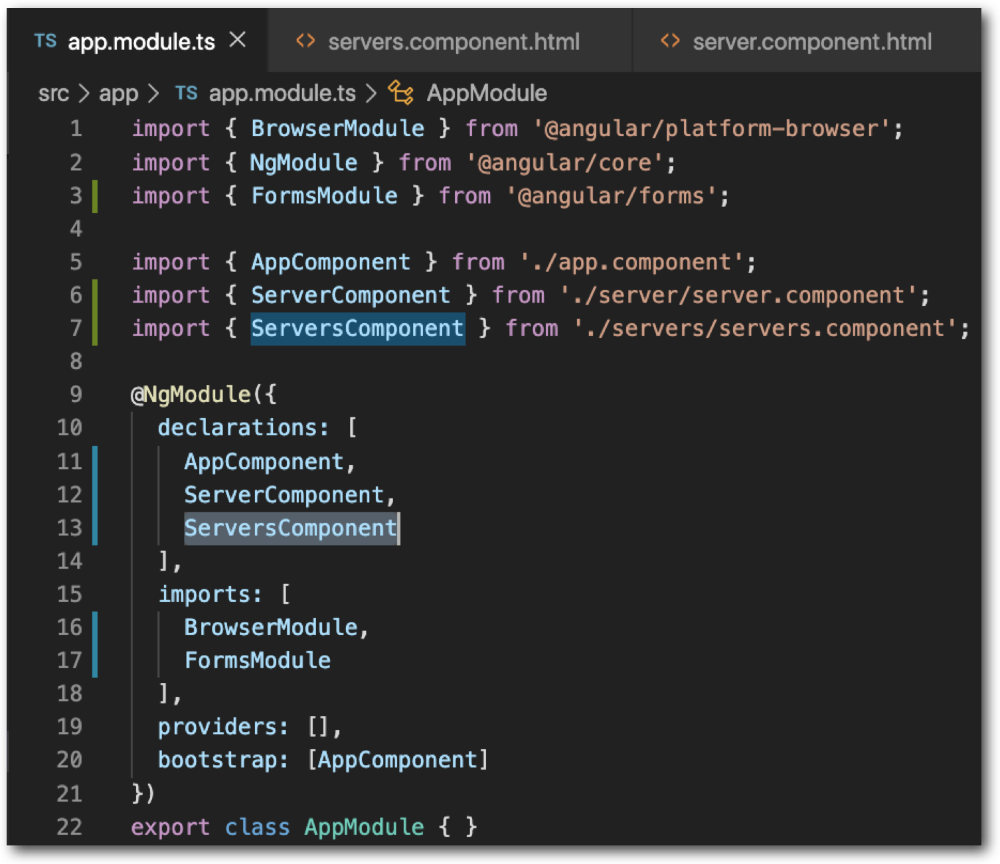 TS app.module.ts × <> servers.component.html <> server.component.html
src > app > TS app.module.ts > AppModule
1 import { BrowserModule } from '@angular/platform-browser';
2 import { NgModule } from '@angular/core';
3 import { FormsModule } from '@angular/forms';
4
5 import { AppComponent } from './app.component';
6 import { ServerComponent } from './server/server.component';
7 import { ServersComponent } from './servers/servers.component';
8
9 @NgModule({
10   declarations: [
11     AppComponent,
12     ServerComponent,
13     ServersComponent
14   ],
15   imports: [
16     BrowserModule,
17     FormsModule
18   ],
19   providers: [],
20   bootstrap: [AppComponent]
21 })
22 export class AppModule { }